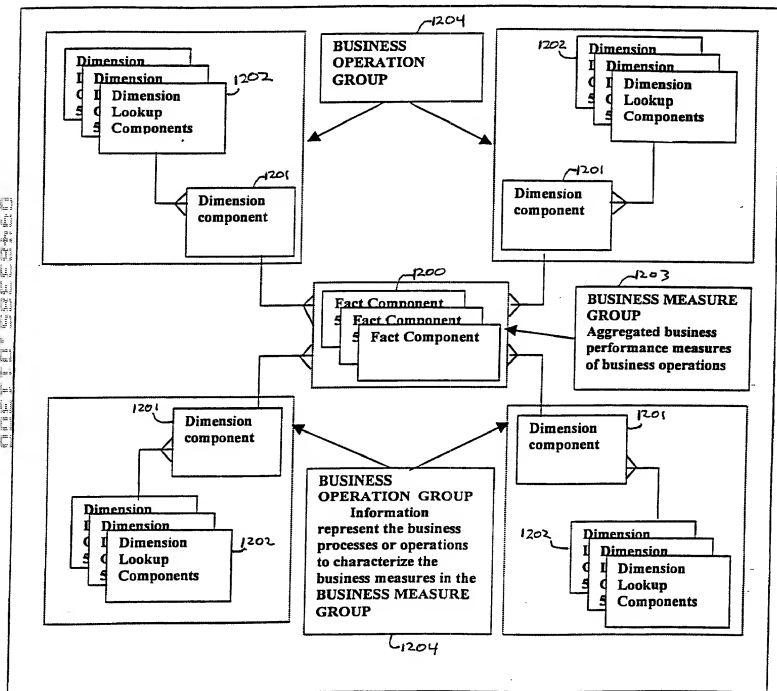 1204
BUSINESS
OPERATION
GROUP
Dimension
Dimension
Dimension
Lookup
Components
1202
1201
Dimension
component
1202
Dimension
Dimension
Dimension
Lookup
Components
1201
Dimension
component
1200
Fact Component
Fact Component
Fact Component
1203
BUSINESS MEASURE
GROUP
Aggregated business
performance measures
of business operations
1201
Dimension
component
Dimension
Dimension
Dimension
Lookup
Components
1202
BUSINESS
OPERATION GROUP
Information
represent the business
processes or operations
to characterize the
business measures in the
BUSINESS MEASURE
GROUP
1204
1201
Dimension
component
1202
Dimension
Dimension
Dimension
Lookup
Components